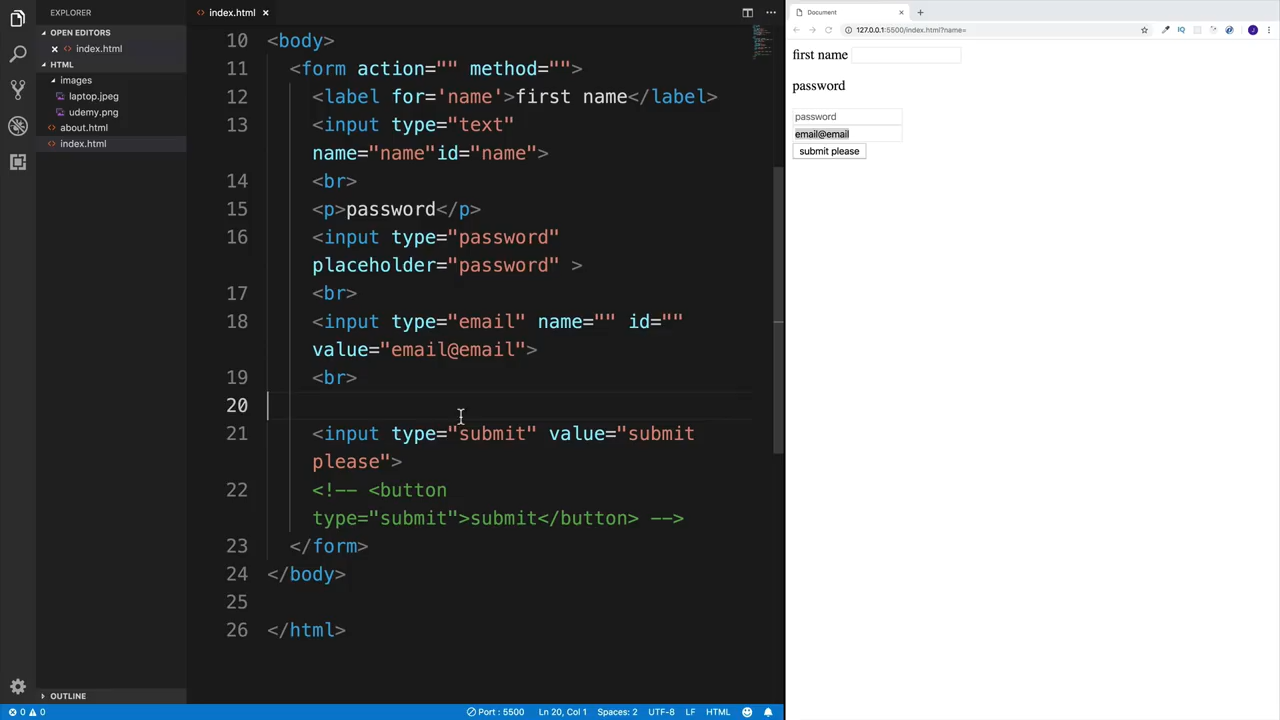 EXPLORER
OPEN EDITORS
index.html
HTML
images
laptop.jpeg
udemy.png
about.html
index.html
OUTLINE
index.html
10 <body>
11 <form action="" method="">
12 <label for='name'>first name</label>
13 <input type="text"
name="name"id="name">
14 <br>
15 <p>password</p>
16 <input type="password"
placeholder="password" >
17 <br>
18 <input type="email" name="" id=""
value="email@email">
19 <br>
20
21 <input type="submit" value="submit
please">
22 <!-- <button
type="submit">submit</button> -->
23 </form>
24 </body>
25
26 </html>
0 0
Port : 5500 Ln 20, Col 1 Spaces: 2 UTF-8 LF HTML
Document
127.0.0.1:5500/index.html?name=
IQ
J
first name
password
password
email@email
submit please